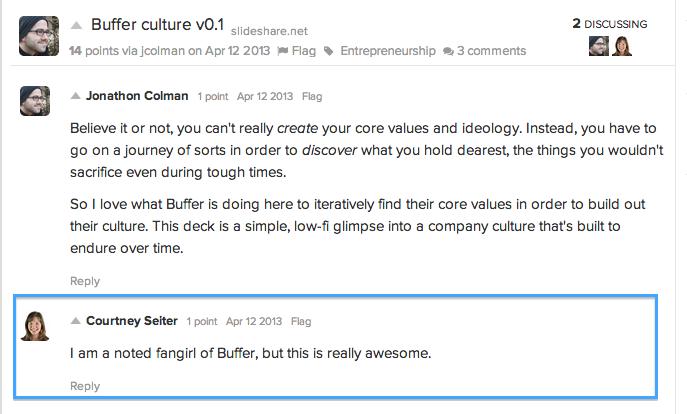 Buffer culture v0.1 slideshare.net
2 DISCUSSING
14 points via jcolman on Apr 12 2013 Flag Entrepreneurship 3 comments
Jonathon Colman 1 point Apr 12 2013 Flag
Believe it or not, you can't really create your core values and ideology. Instead, you have to
go on a journey of sorts in order to discover what you hold dearest, the things you wouldn't
sacrifice even during tough times.
So I love what Buffer is doing here to iteratively find their core values in order to build out
their culture. This deck is a simple, low-fi glimpse into a company culture that's built to
endure over time.
Reply
Courtney Seiter 1 point Apr 12 2013 Flag
I am a noted fangirl of Buffer, but this is really awesome.
Reply